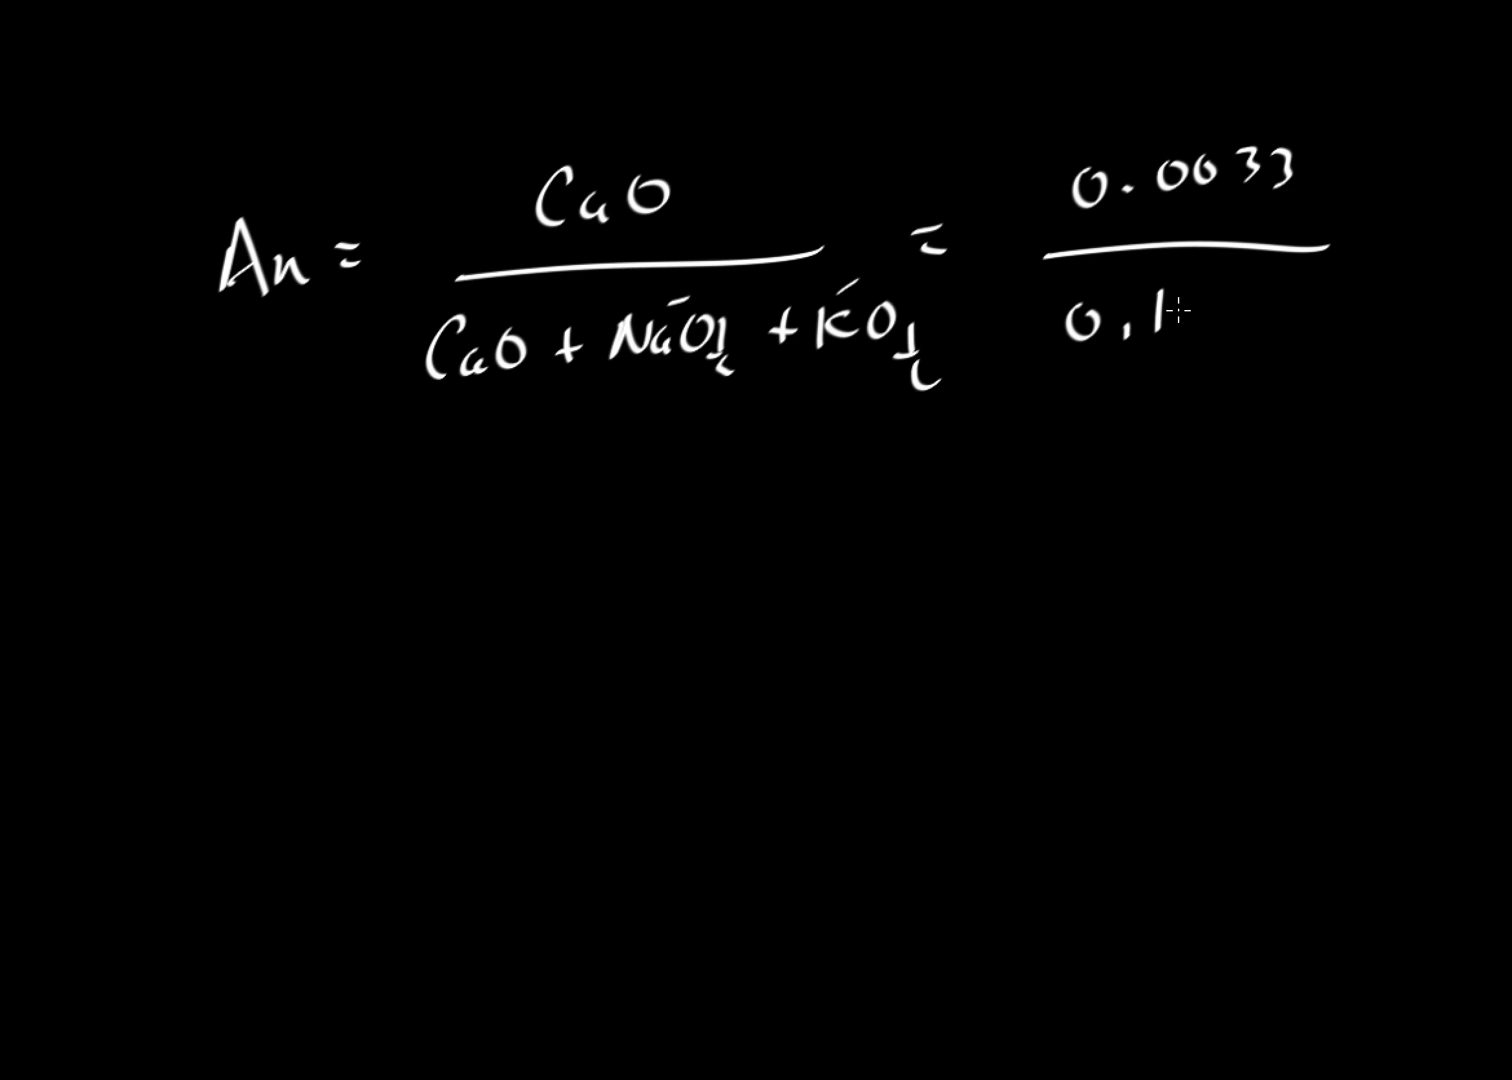 An = CaO / (CaO + NaO½ + KO½) = 0.0033 / 0.1